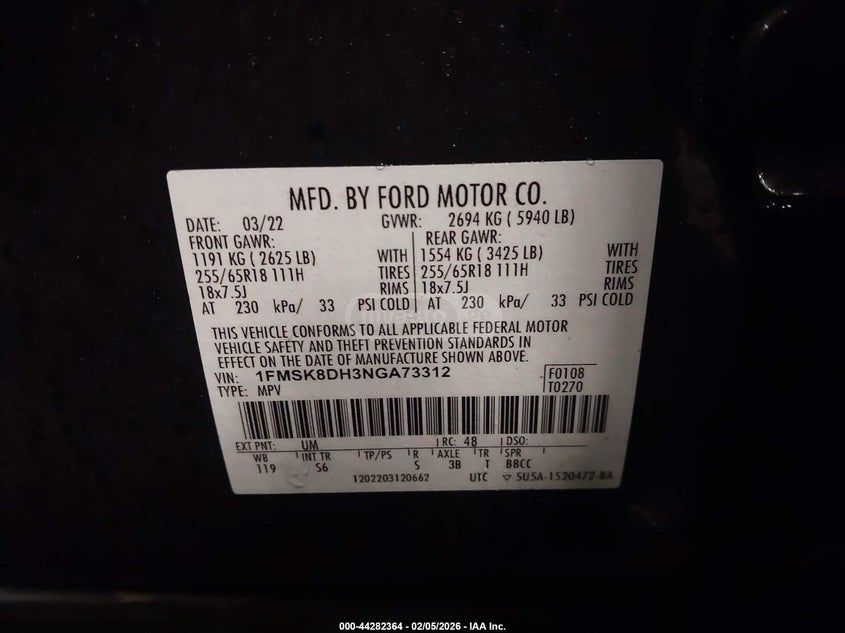 MFD. BY FORD MOTOR CO.
DATE: 03/22 GVWR: 2694 KG ( 5940 LB)
FRONT GAWR: REAR GAWR:
1191 KG ( 2625 LB) WITH 1554 KG ( 3425 LB) WITH
255/65R18 111H TIRES 255/65R18 111H TIRES
18x7.5J RIMS 18x7.5J RIMS
AT 230 kPa/ 33 PSI COLD AT 230 kPa/ 33 PSI COLD
THIS VEHICLE CONFORMS TO ALL APPLICABLE FEDERAL MOTOR
VEHICLE SAFETY AND THEFT PREVENTION STANDARDS IN
EFFECT ON THE DATE OF MANUFACTURE SHOWN ABOVE.
VIN: 1FMSK8DH3NGA73312 F0108
TYPE: MPV T0270
EXT PNT: UM RC: 48 DSO:
WB INT TR TP/PS R AXLE TR SPR
119 S6 S 3B T BBCC
1202203120662 UTC ▽ 5USA-1520472-BA
000-44282364 - 02/05/2026 - IAA Inc.